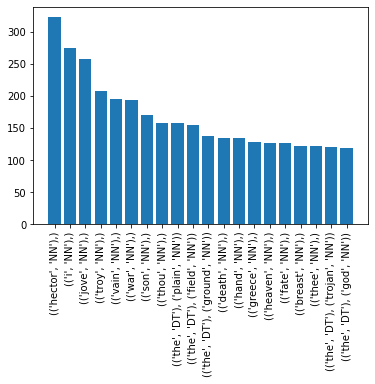 300
250
200
150
100
50
0
(('hector', 'NN'),)
(('i', 'NN'),)
(('jove', 'NN'),)
(('troy', 'NN'),)
(('vain', 'NN'),)
(('war', 'NN'),)
(('son', 'NN'),)
(('thou', 'NN'),)
(('the', 'DT'), ('plain', 'NN'))
(('the', 'DT'), ('field', 'NN'))
(('the', 'DT'), ('ground', 'NN'))
(('death', 'NN'),)
(('hand', 'NN'),)
(('greece', 'NN'),)
(('heaven', 'NN'),)
(('fate', 'NN'),)
(('breast', 'NN'),)
(('thee', 'NN'),)
(('the', 'DT'), ('trojan', 'NN'))
(('the', 'DT'), ('god', 'NN'))